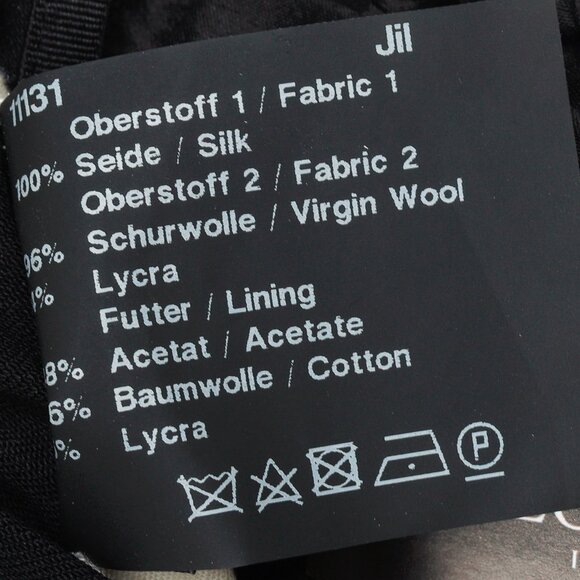 Jil
11131
Oberstoff 1 / Fabric 1
100% Seide / Silk
Oberstoff 2 / Fabric 2
96% Schurwolle / Virgin Wool
4% Lycra
Futter / Lining
8% Acetat / Acetate
6% Baumwolle / Cotton
% Lycra
P